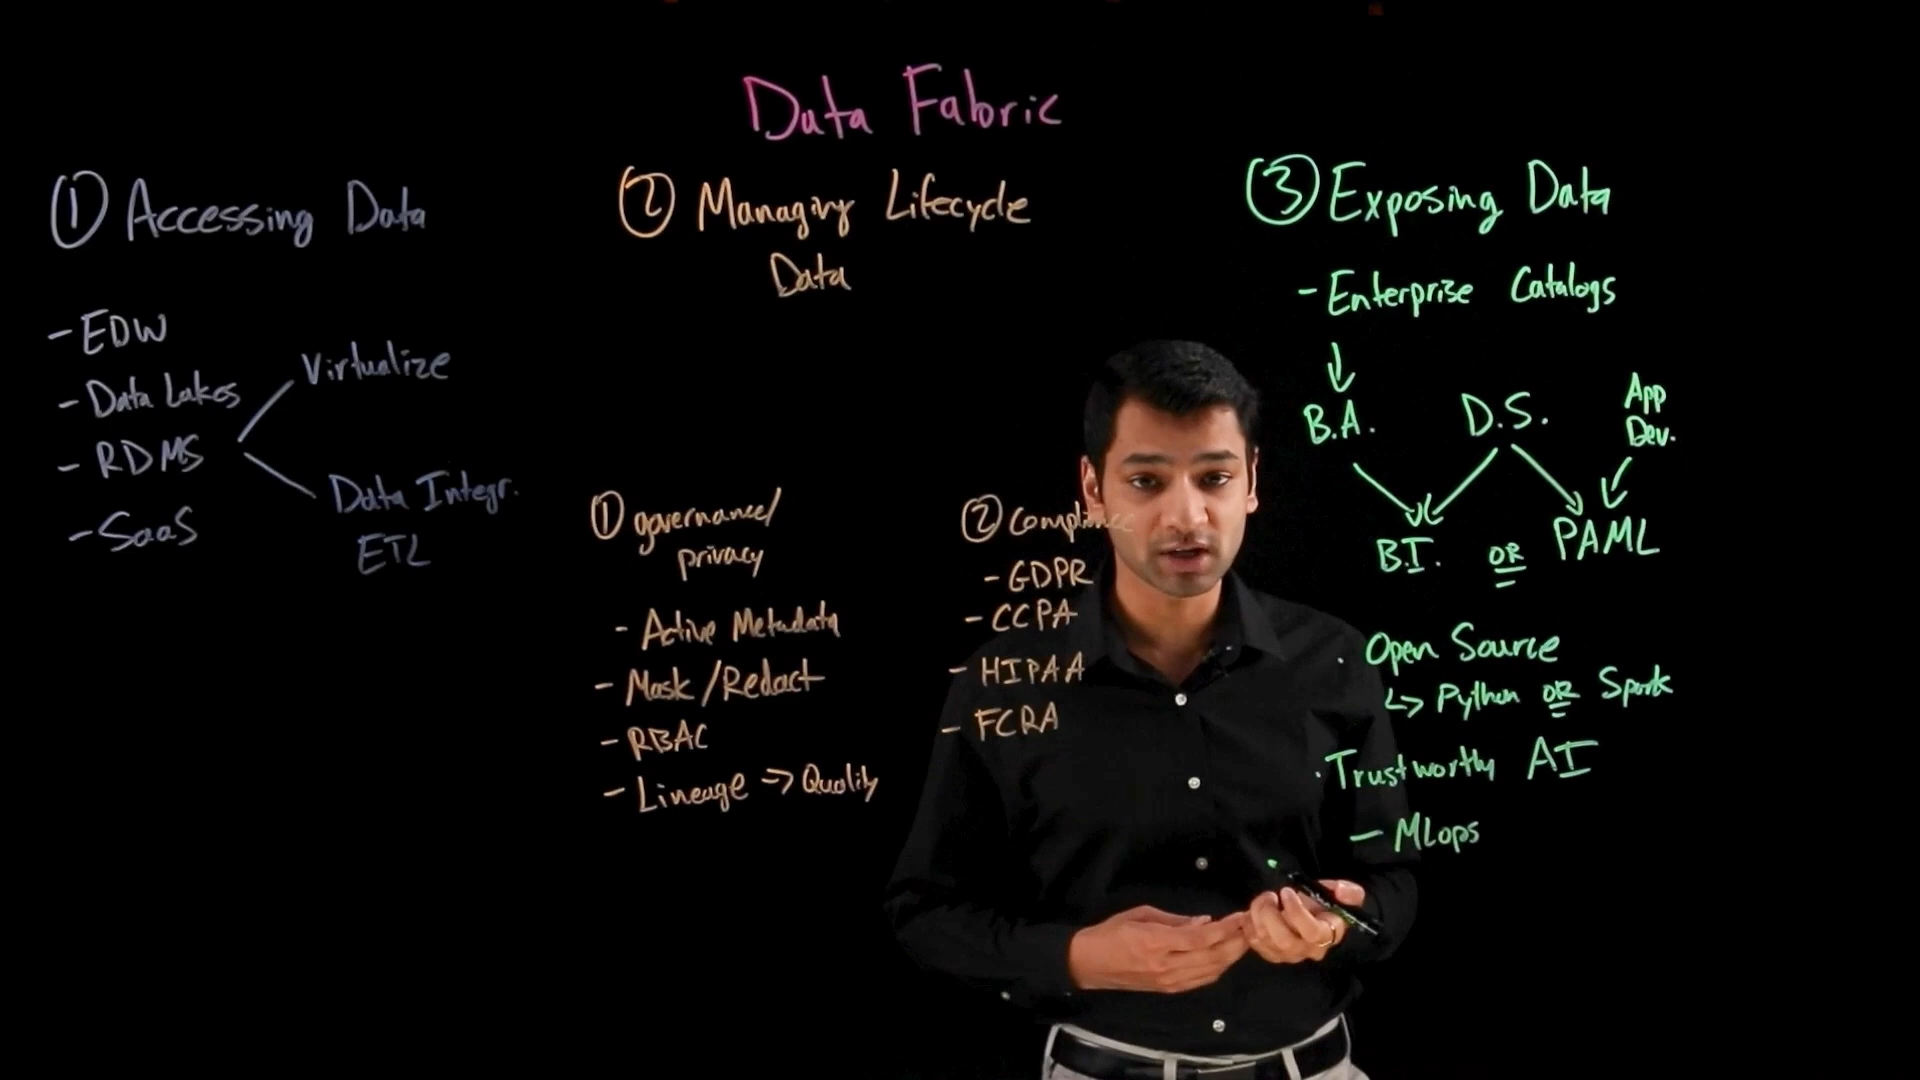 Data Fabric
① Accessing Data
- EDW
- Data Lakes
- RDMS
- SaaS
Virtualize
Data Integr.
ETL
② Managing Lifecycle
Data
① governance/
privacy
- Active Metadata
- Mask/Redact
- RBAC
- Lineage -> Quality
② Compliance
- GDPR
- CCPA
- HIPAA
- FCRA
③ Exposing Data
- Enterprise Catalogs
B.A. D.S. App
Dev.
B.I. OR PAML
· Open Source
↳ Python OR Spark
· Trustworthy AI
- MLops